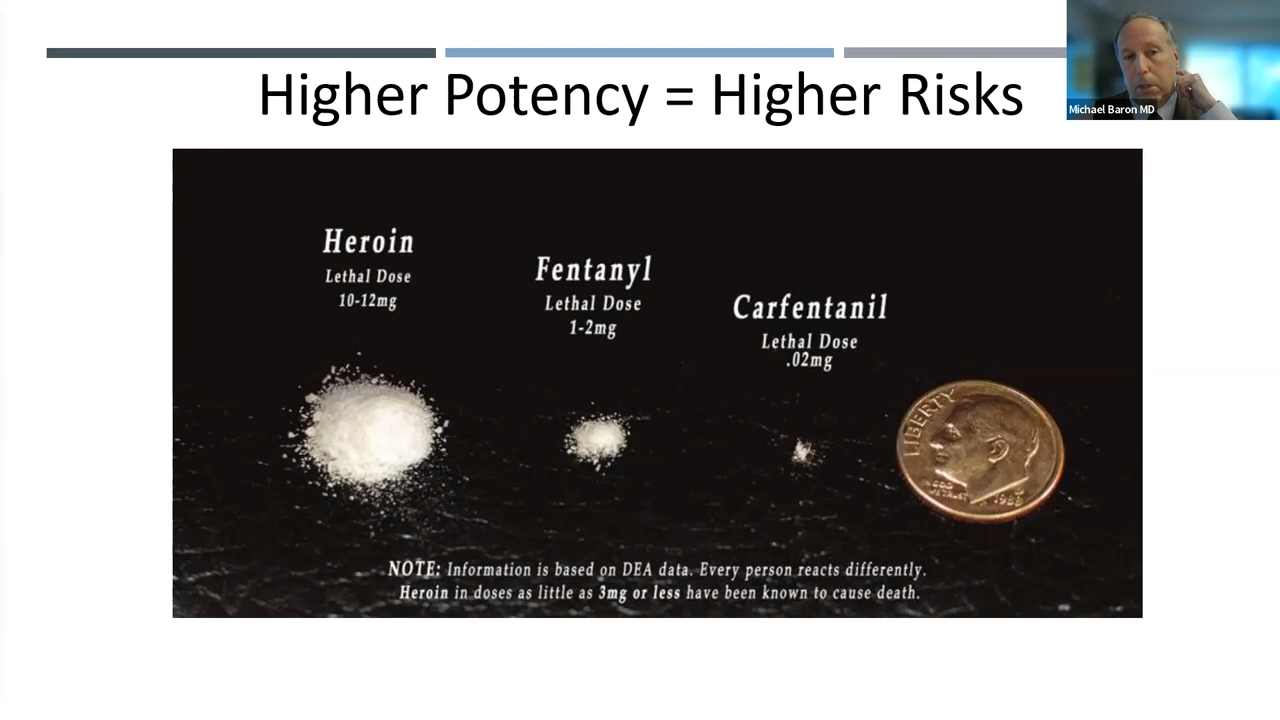 Higher Potency = Higher Risks
Michael Baron MD
Heroin
Lethal Dose
10-12mg
Fentanyl
Lethal Dose
1-2mg
Carfentanil
Lethal Dose
.02mg
LIBERTY
NOTE: Information is based on DEA data. Every person reacts differently.
Heroin in doses as little as 3mg or less have been known to cause death.